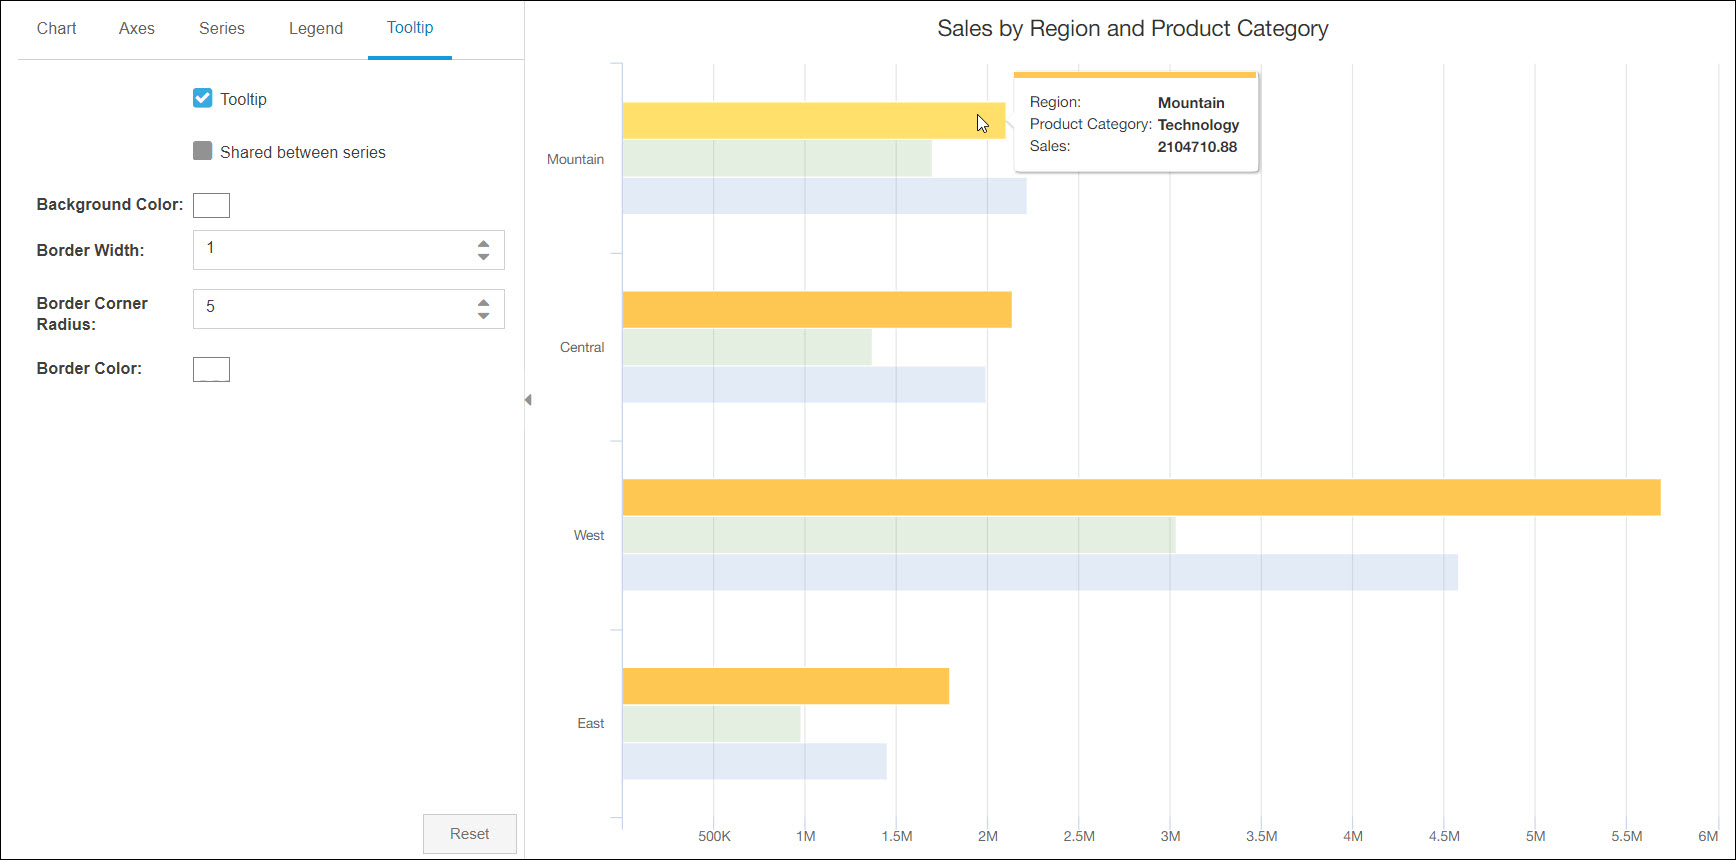 Chart Axes Series Legend Tooltip
Tooltip
Shared between series
Background Color:
Border Width: 1
Border Corner
Radius: 5
Border Color:
Reset
Sales by Region and Product Category
Region: Mountain
Product Category: Technology
Sales: 2104710.88
Mountain
Central
West
East
500K 1M 1.5M 2M 2.5M 3M 3.5M 4M 4.5M 5M 5.5M 6M